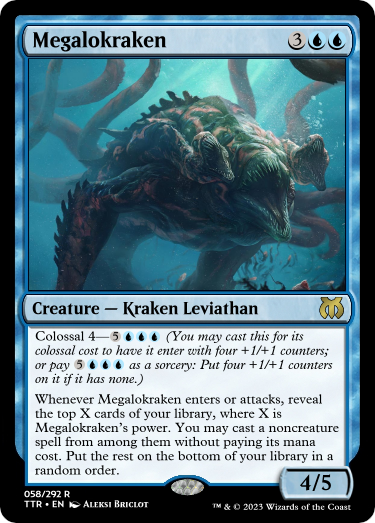 Megalokraken 3
Creature — Kraken Leviathan
Colossal 4—5 (You may cast this for its
colossal cost to have it enter with four +1/+1 counters;
or pay 5 as a sorcery: Put four +1/+1 counters
on it if it has none.)
Whenever Megalokraken enters or attacks, reveal
the top X cards of your library, where X is
Megalokraken's power. You may cast a noncreature
spell from among them without paying its mana
cost. Put the rest on the bottom of your library in a
random order.
4/5
058/292 R
TTR • EN Aleksi Briclot
™ & © 2023 Wizards of the Coast